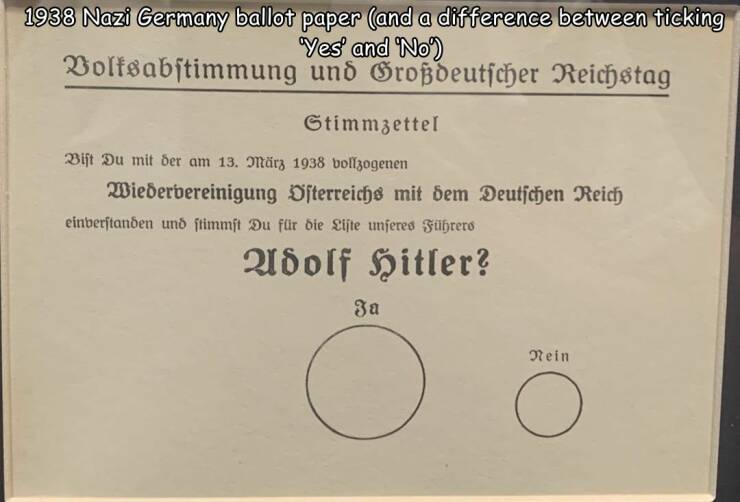 1938 Nazi Germany ballot paper (and a difference between ticking
'Yes' and 'No')
Volksabstimmung und Großdeutscher Reichstag
Stimmzettel
Bist Du mit der am 13. März 1938 vollzogenen
Wiedervereinigung Österreichs mit dem Deutschen Reich
einverstanden und stimmst Du für die Liste unseres Führers
Adolf Hitler?
Ja
Nein